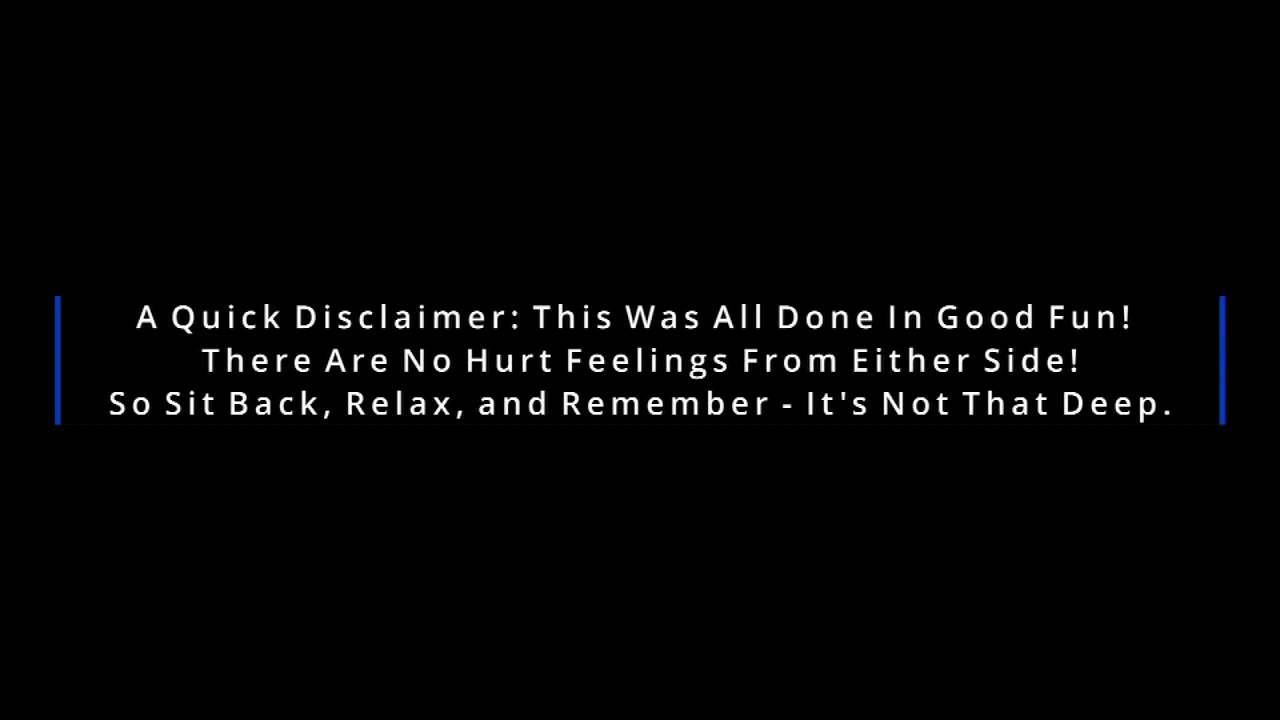 A Quick Disclaimer: This Was All Done In Good Fun!
There Are No Hurt Feelings From Either Side!
So Sit Back, Relax, and Remember - It's Not That Deep.